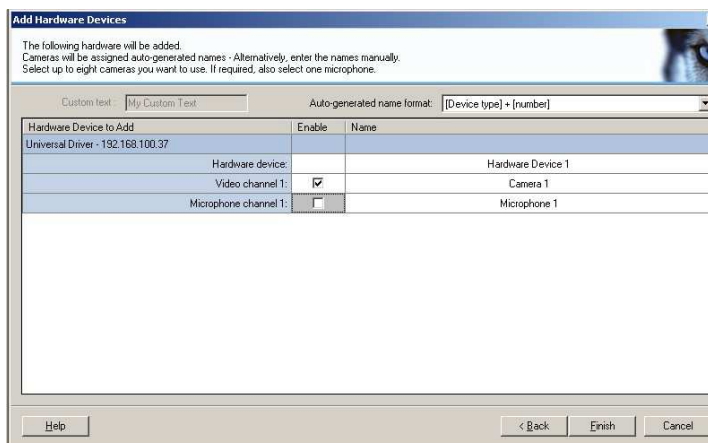 Add Hardware Devices
The following hardware will be added.
Cameras will be assigned auto-generated names - Alternatively, enter the names manually.
Select up to eight cameras you want to use. If required, also select one microphone.
Custom text : My Custom Text Auto-generated name format: [Device type] + [number]
Hardware Device to Add Enable Name
Universal Driver - 192.168.100.37
Hardware device: Hardware Device 1
Video channel 1: Camera 1
Microphone channel 1: Microphone 1
Help < Back Finish Cancel